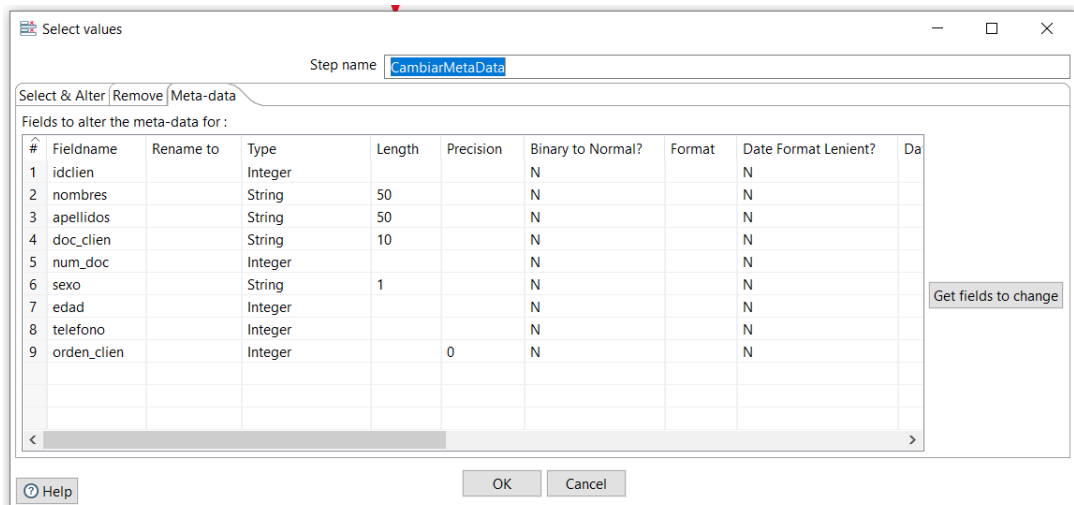 Select values
Step name CambiarMetaData
Select & Alter Remove Meta-data
Fields to alter the meta-data for :
# Fieldname Rename to Type Length Precision Binary to Normal? Format Date Format Lenient? Da
1 idclien Integer N N
2 nombres String 50 N N
3 apellidos String 50 N N
4 doc_clien String 10 N N
5 num_doc Integer N N
6 sexo String 1 N N
7 edad Integer N N
8 telefono Integer N N
9 orden_clien Integer 0 N N
Get fields to change
OK Cancel
Help